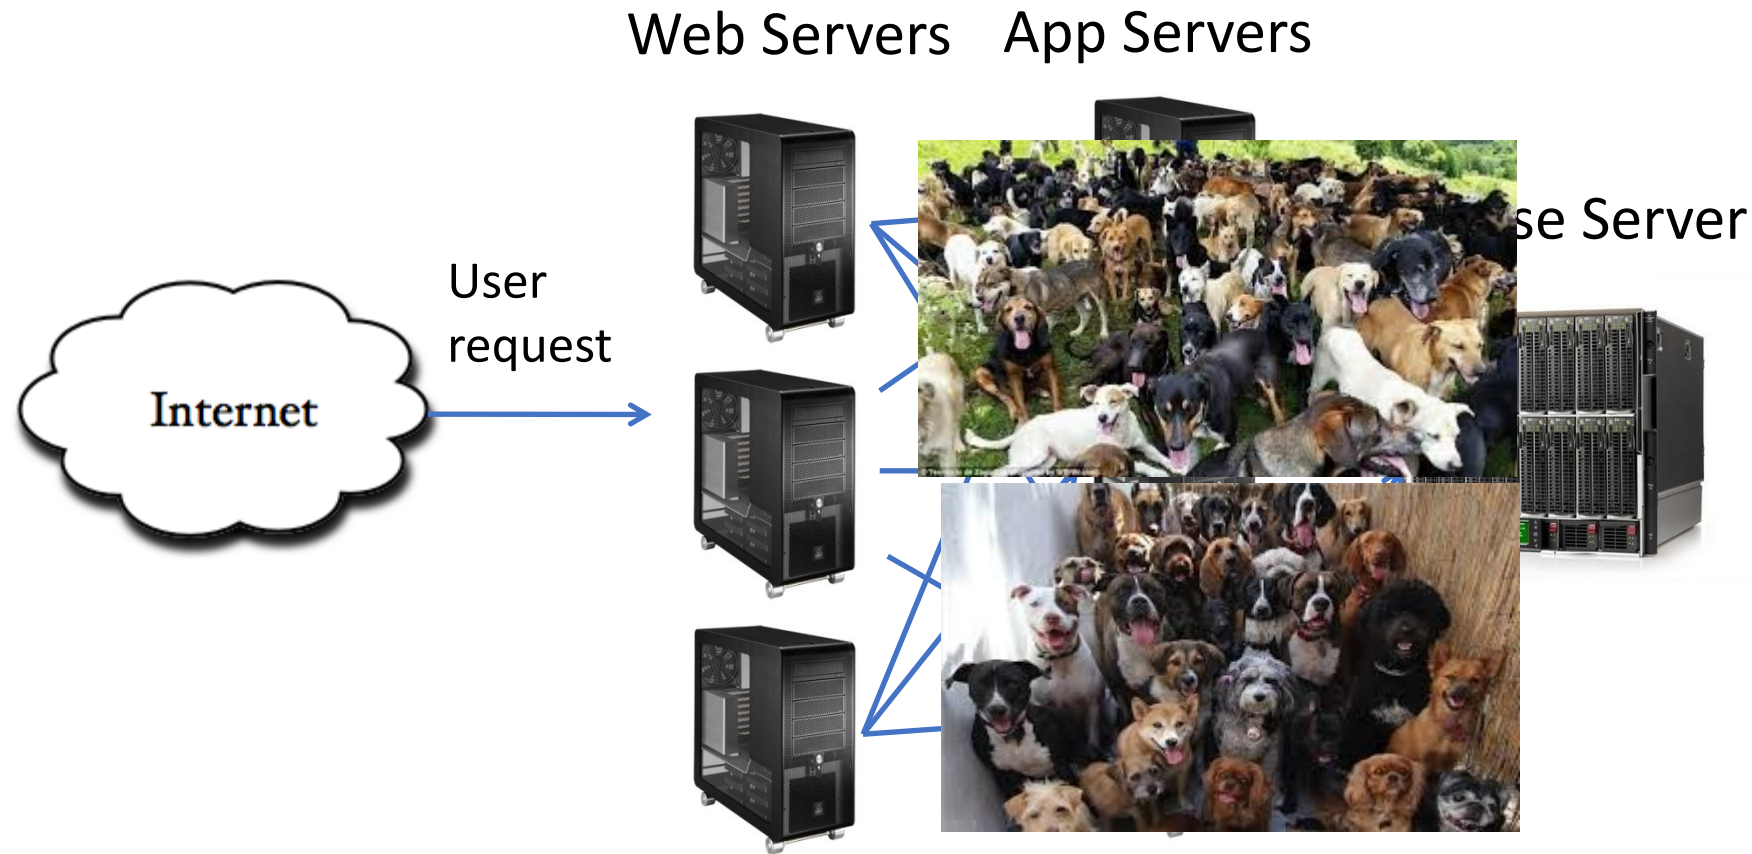 Web Servers
App Servers
se Server
User
request
Internet